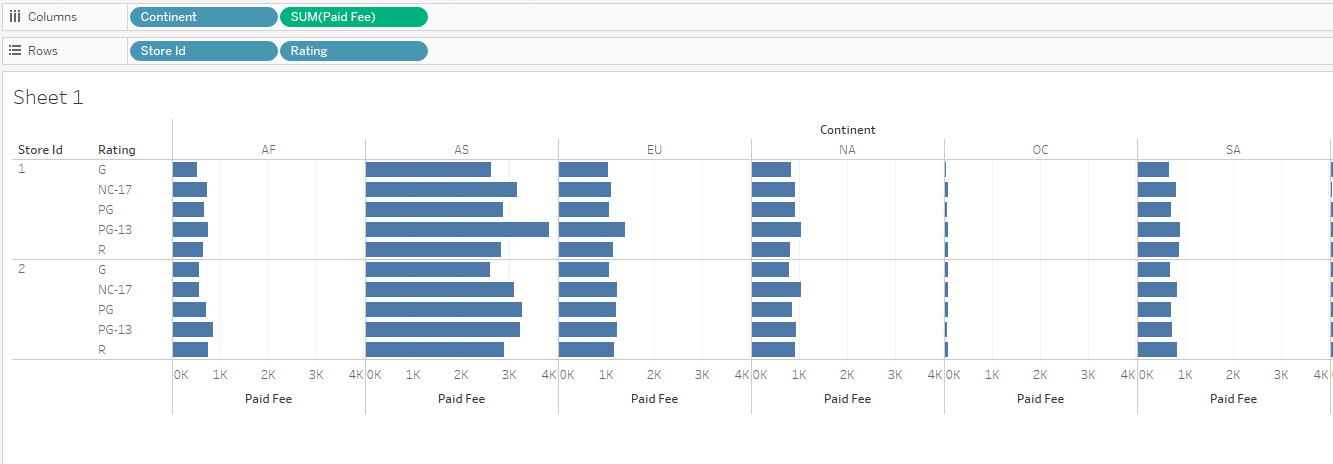 Columns Continent SUM(Paid Fee)
Rows Store Id Rating
Sheet 1
Continent
Store Id Rating AF AS EU NA OC SA
1 G
NC-17
PG
PG-13
R
2 G
NC-17
PG
PG-13
R
0K 1K 2K 3K 4K 0K 1K 2K 3K 4K 0K 1K 2K 3K 4K 0K 1K 2K 3K 4K 0K 1K 2K 3K 4K 0K 1K 2K 3K 4K
Paid Fee Paid Fee Paid Fee Paid Fee Paid Fee Paid Fee